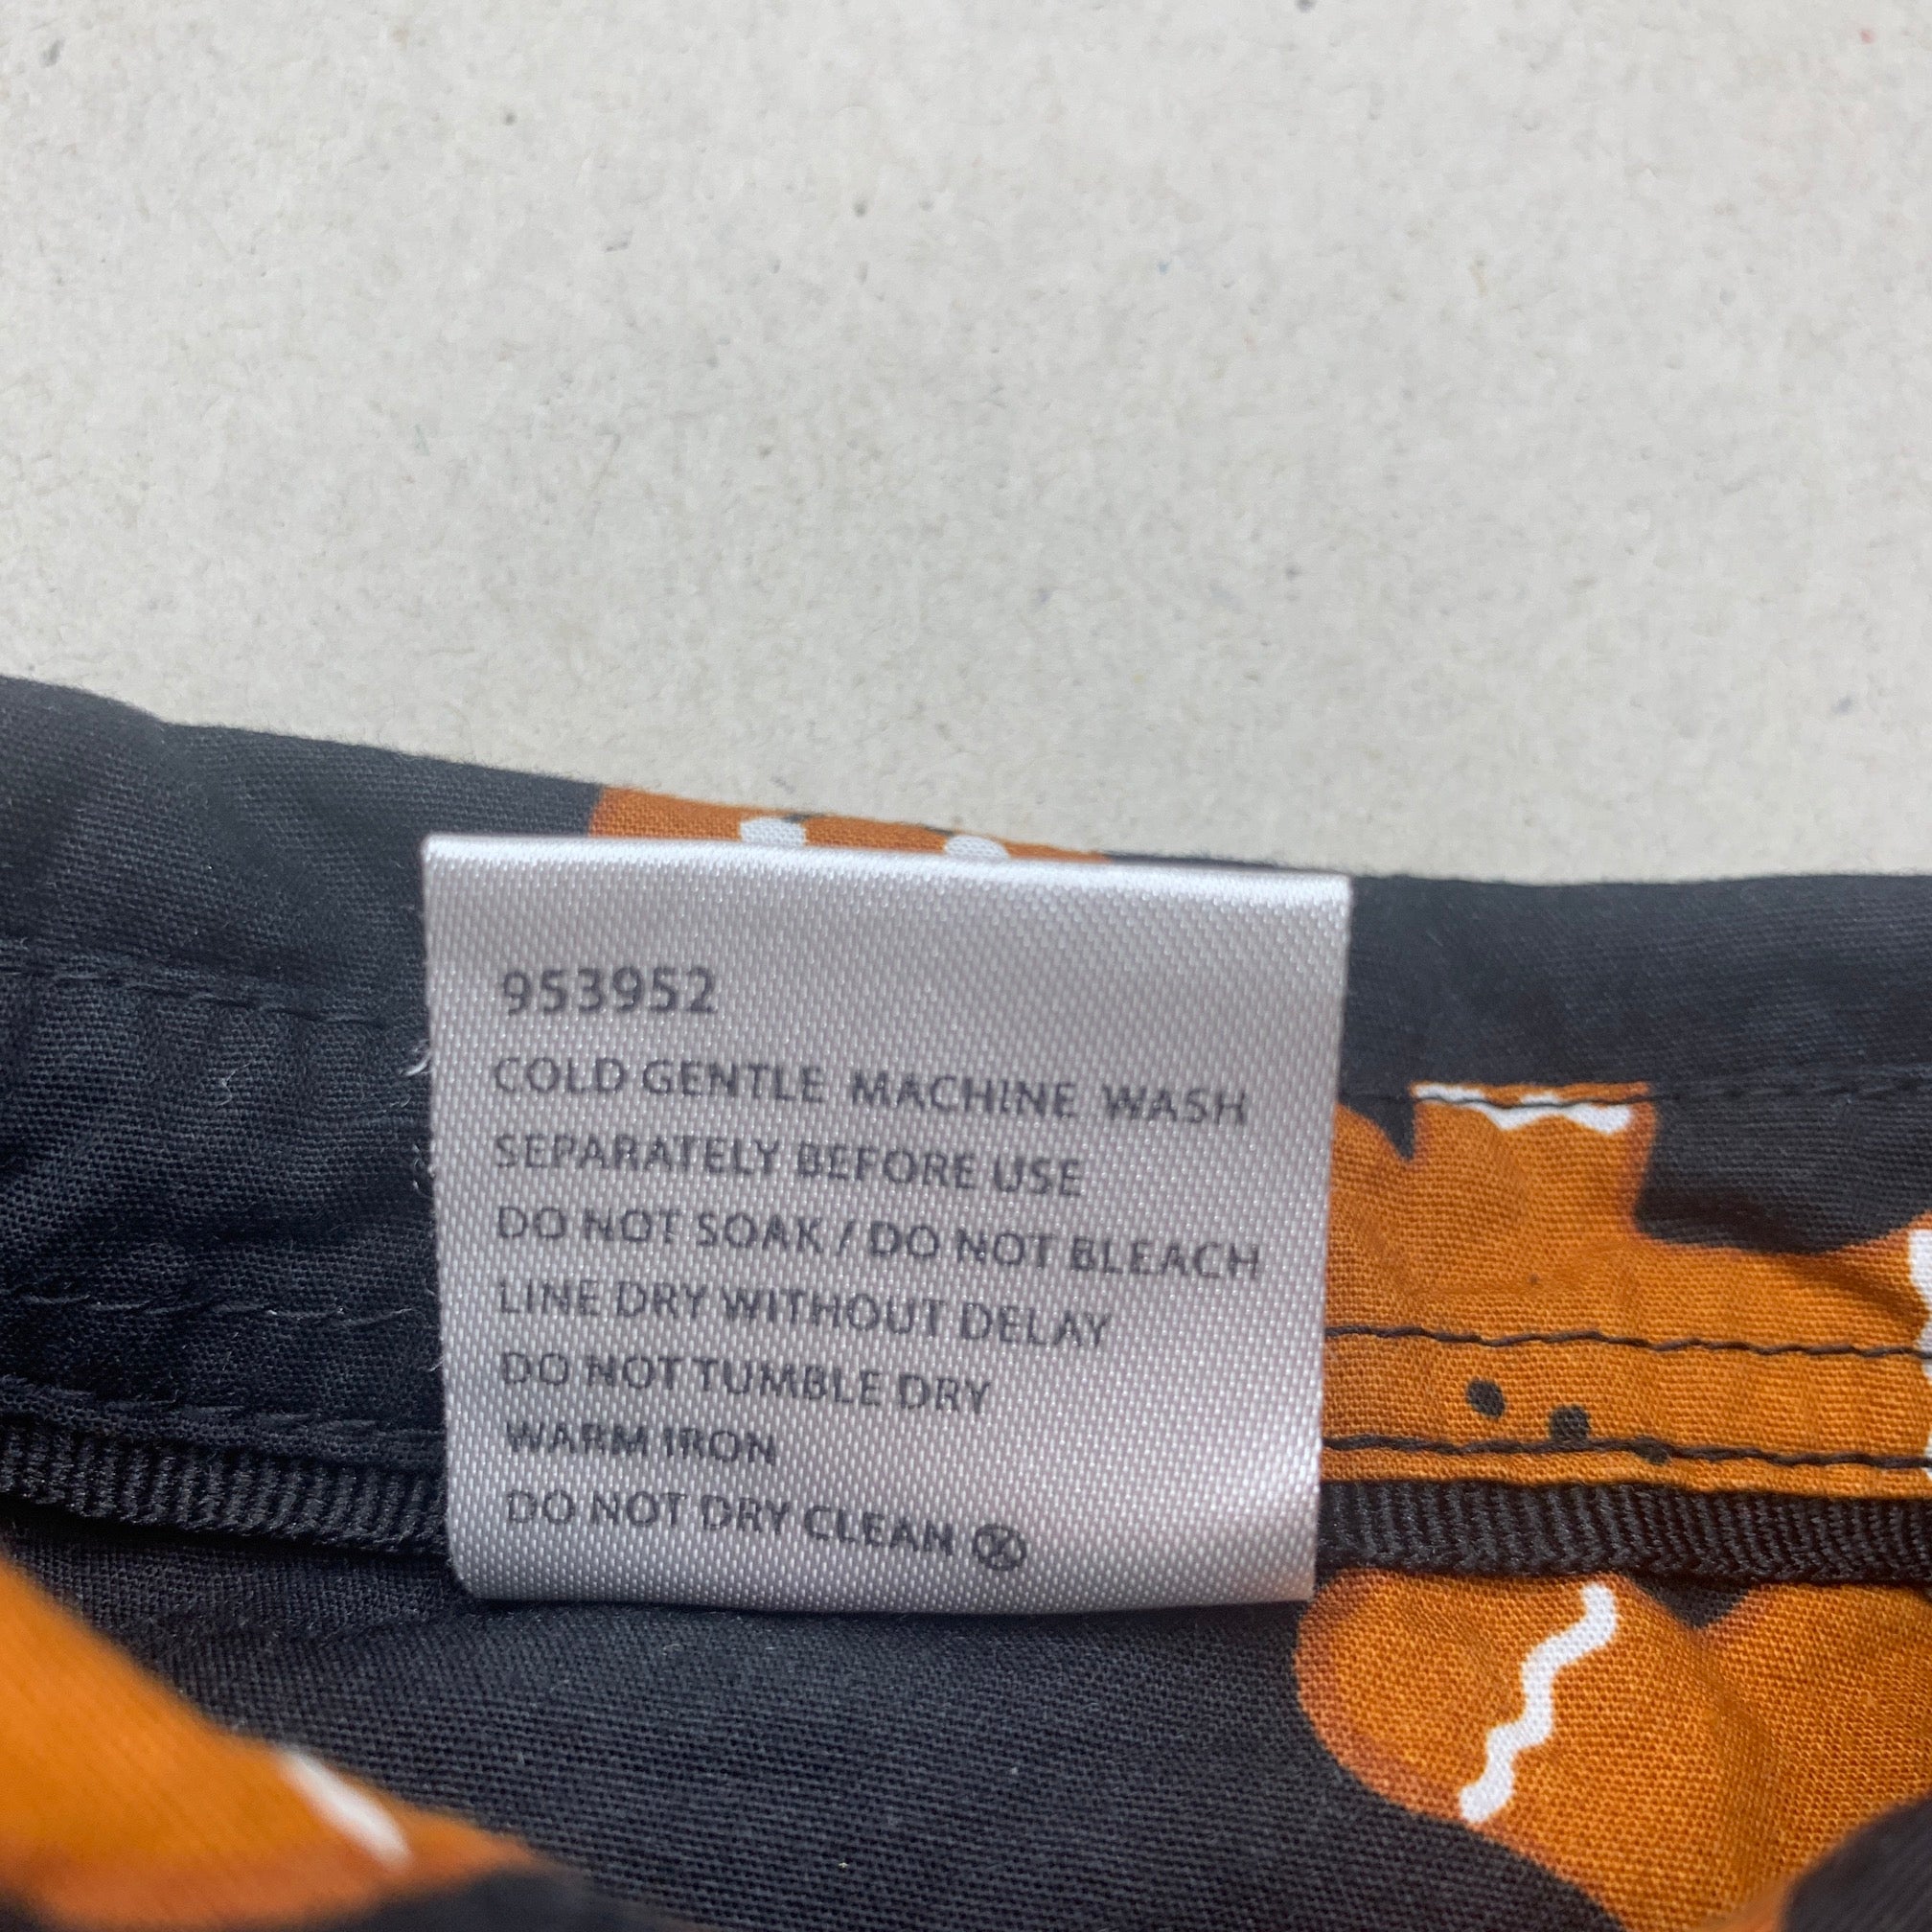 953952
COLD GENTLE MACHINE WASH
SEPARATELY BEFORE USE
DO NOT SOAK / DO NOT BLEACH
LINE DRY WITHOUT DELAY
DO NOT TUMBLE DRY
WARM IRON
DO NOT DRY CLEAN